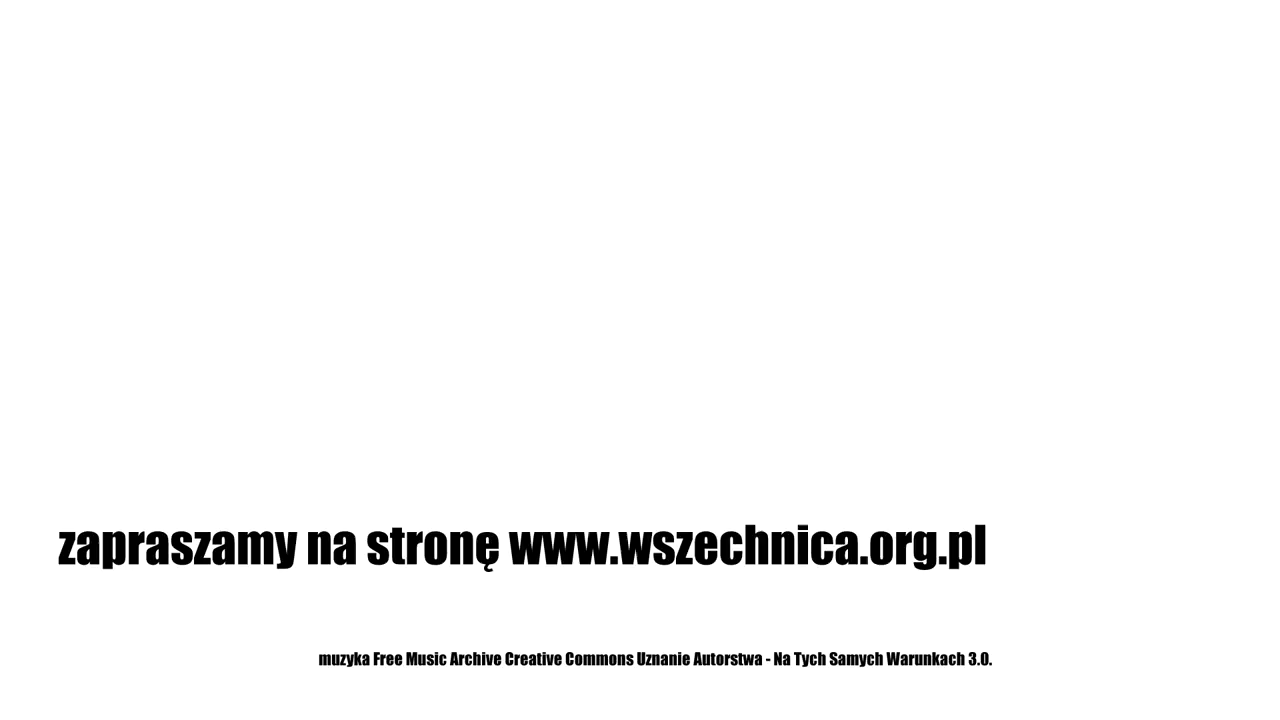 zapraszamy na stronę www.wszechnica.org.pl
muzyka Free Music Archive Creative Commons Uznanie Autorstwa - Na Tych Samych Warunkach 3.0.